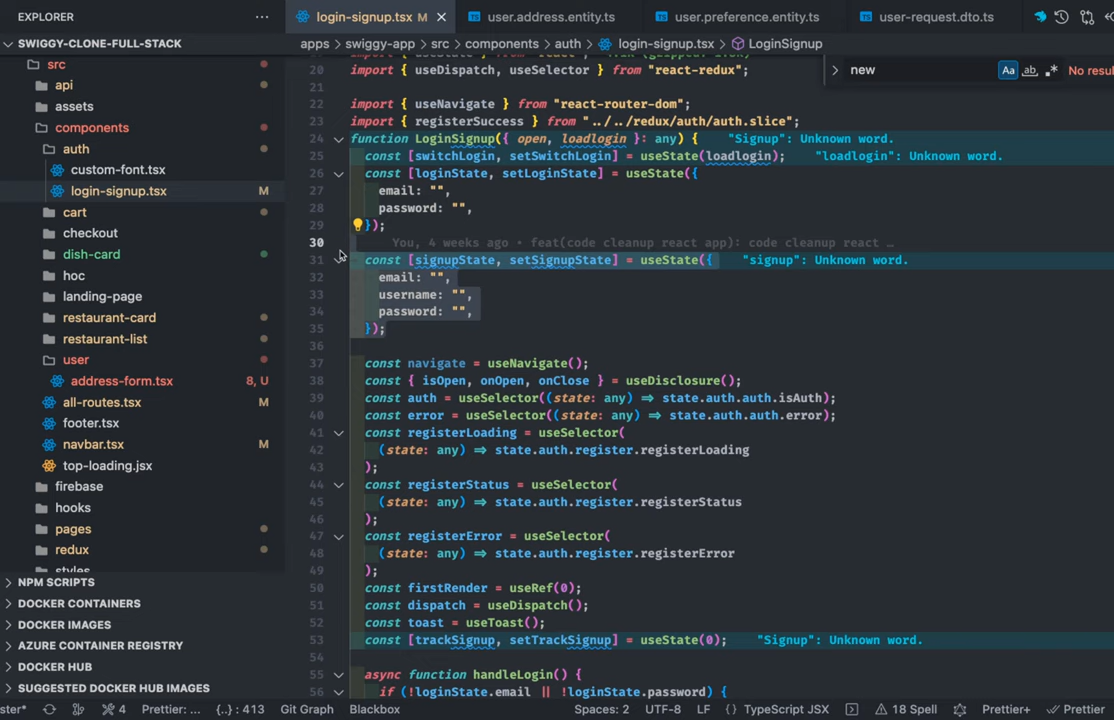 EXPLORER
SWIGGY-CLONE-FULL-STACK
src
api
assets
components
auth
custom-font.tsx
login-signup.tsx M
cart
checkout
dish-card
hoc
landing-page
restaurant-card
restaurant-list
user
address-form.tsx 8, U
all-routes.tsx M
footer.tsx
navbar.tsx M
top-loading.jsx
firebase
hooks
pages
redux
styles
NPM SCRIPTS
DOCKER CONTAINERS
DOCKER IMAGES
AZURE CONTAINER REGISTRY
DOCKER HUB
SUGGESTED DOCKER HUB IMAGES
login-signup.tsx M user.address.entity.ts user.preference.entity.ts user-request.dto.ts
apps > swiggy-app > src > components > auth > login-signup.tsx > LoginSignup
new Aa ab .* No resul
20 import { useDispatch, useSelector } from "react-redux";
21
22 import { useNavigate } from "react-router-dom";
23 import { registerSuccess } from "../../redux/auth/auth.slice";
24 function LoginSignup({ open, loadlogin }: any) { "Signup": Unknown word.
25 const [switchLogin, setSwitchLogin] = useState(loadlogin); "loadlogin": Unknown word.
26 const [loginState, setLoginState] = useState({
27 email: "",
28 password: "",
29 });
30 You, 4 weeks ago • feat(code cleanup react app): code cleanup react …
31 const [signupState, setSignupState] = useState({ "signup": Unknown word.
32 email: "",
33 username: "",
34 password: "",
35 });
36
37 const navigate = useNavigate();
38 const { isOpen, onOpen, onClose } = useDisclosure();
39 const auth = useSelector((state: any) => state.auth.auth.isAuth);
40 const error = useSelector((state: any) => state.auth.auth.error);
41 const registerLoading = useSelector(
42 (state: any) => state.auth.register.registerLoading
43 );
44 const registerStatus = useSelector(
45 (state: any) => state.auth.register.registerStatus
46 );
47 const registerError = useSelector(
48 (state: any) => state.auth.register.registerError
49 );
50 const firstRender = useRef(0);
51 const dispatch = useDispatch();
52 const toast = useToast();
53 const [trackSignup, setTrackSignup] = useState(0); "Signup": Unknown word.
54
55 async function handleLogin() {
56 if (!loginState.email || !loginState.password) {
ster* 4 Prettier: ... {..} : 413 Git Graph Blackbox Spaces: 2 UTF-8 LF {} TypeScript JSX 18 Spell Prettier+ Prettier